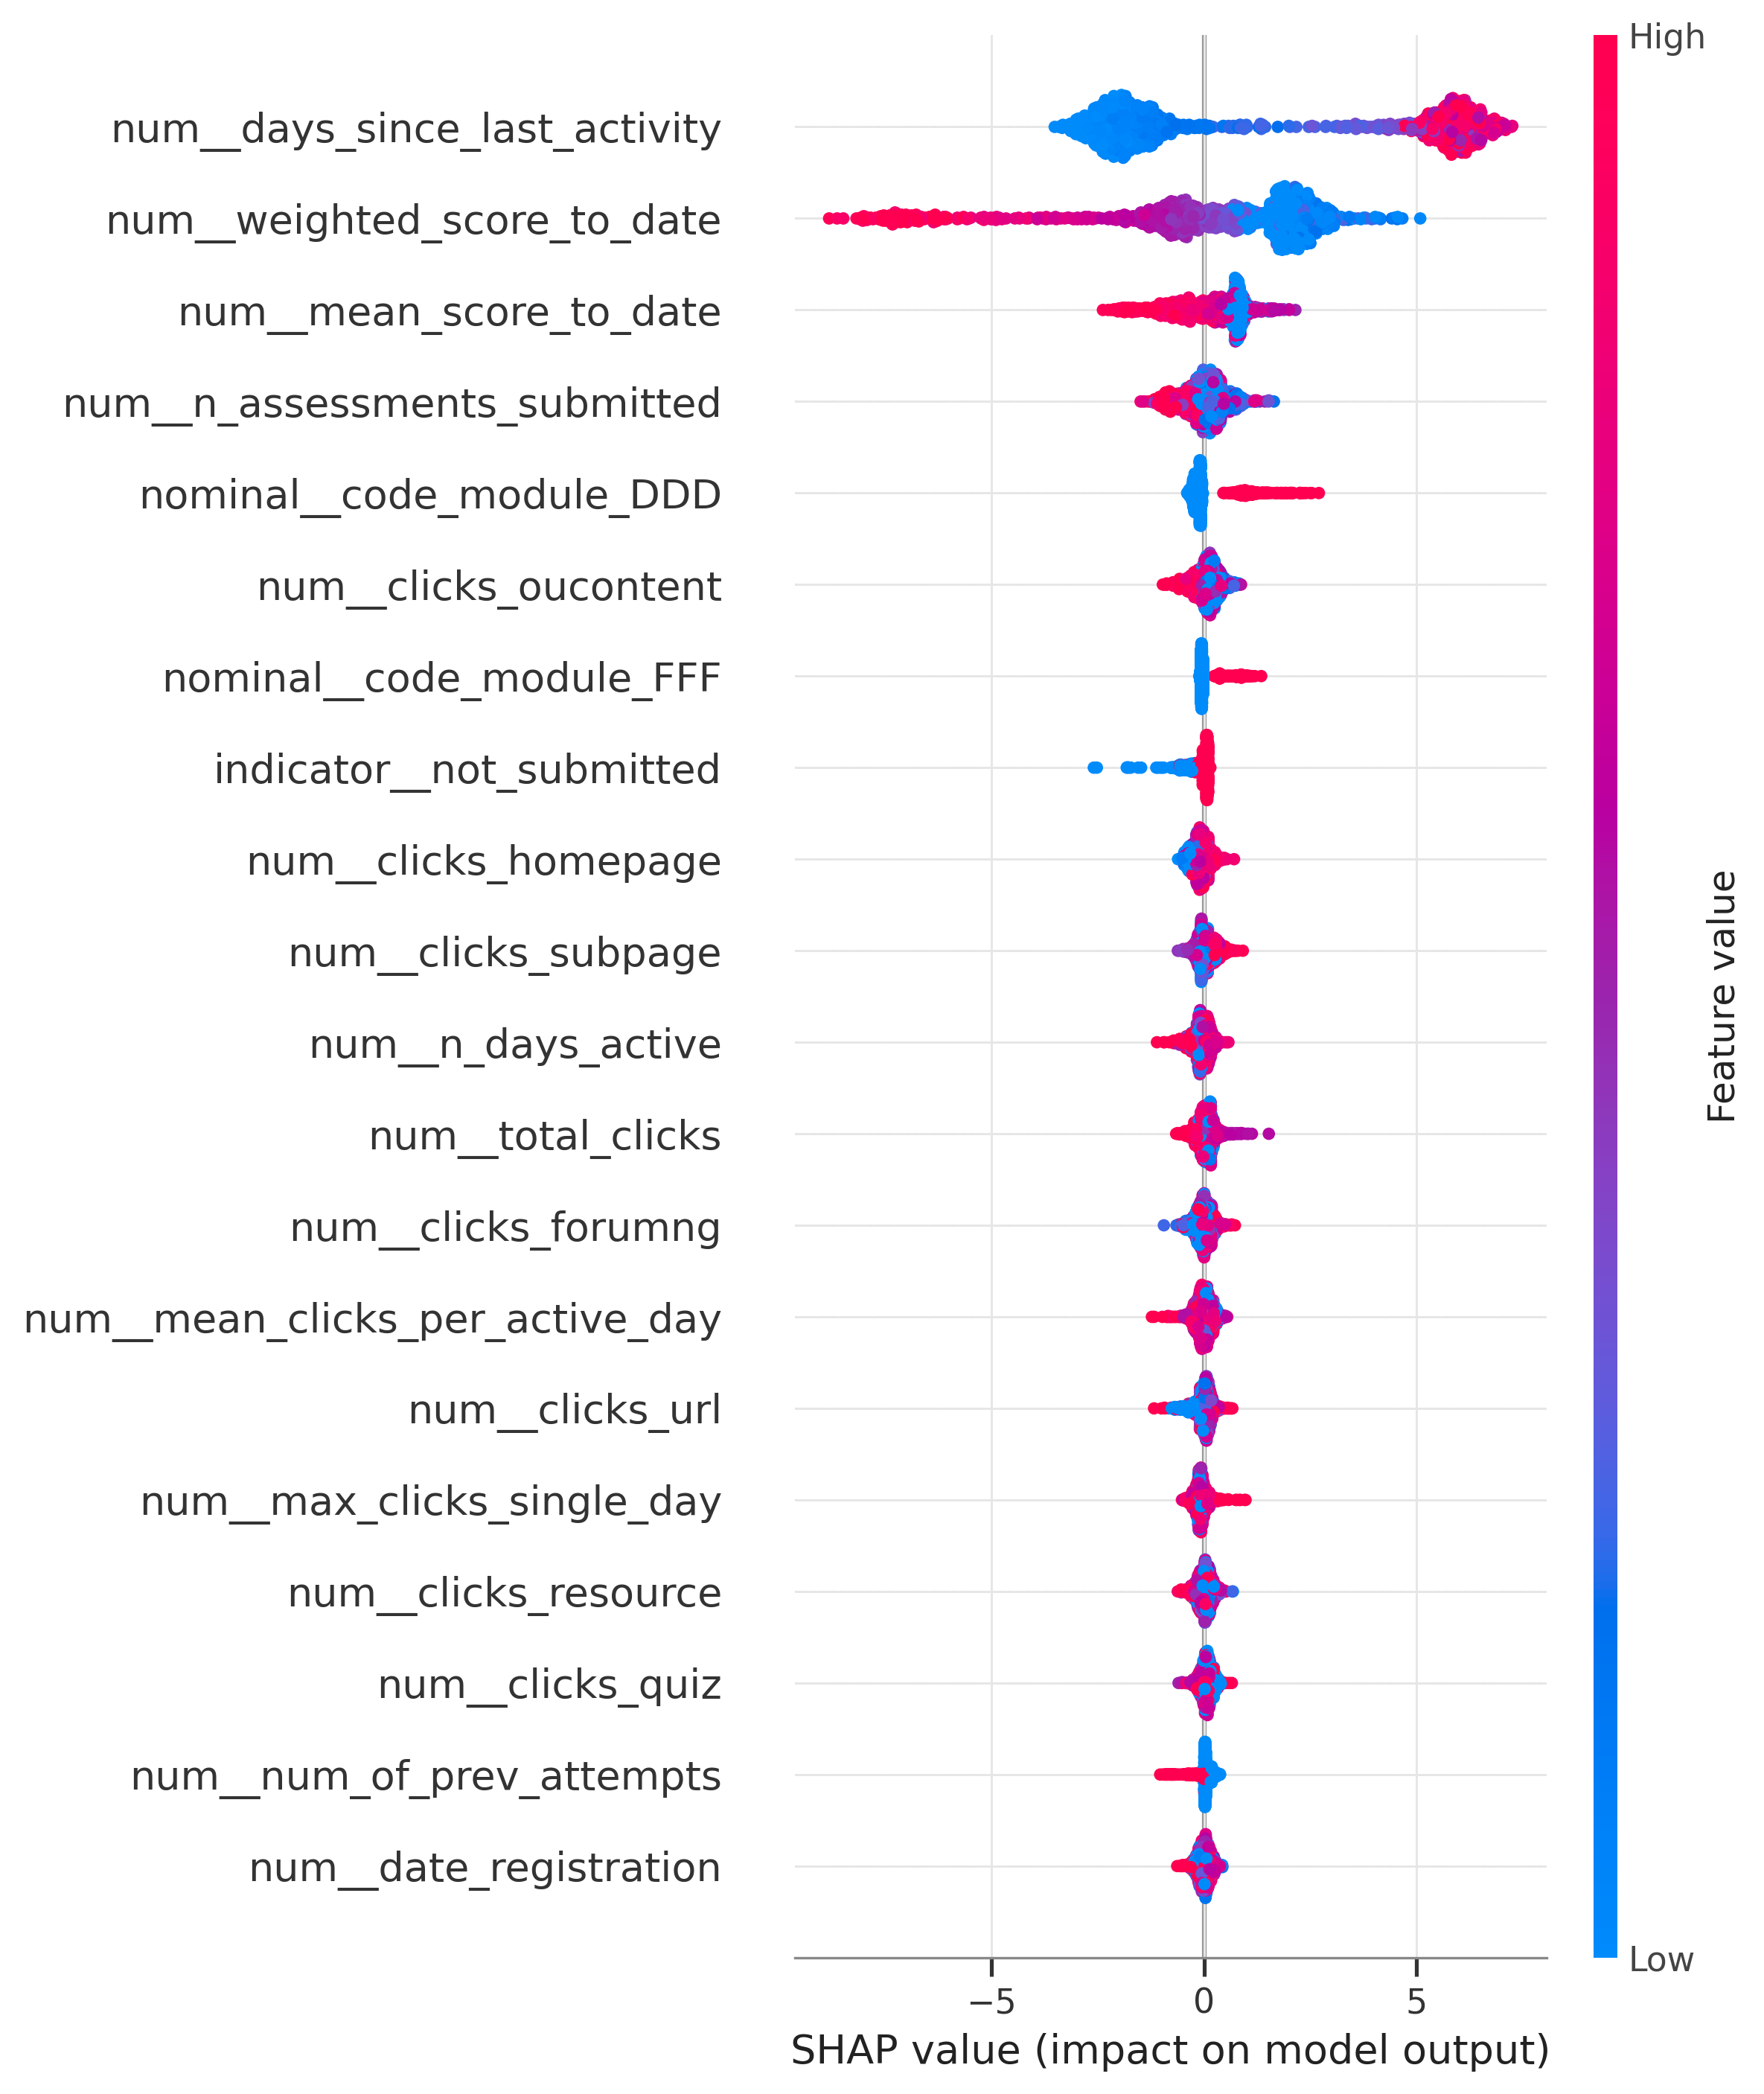 High
num__days_since_last_activity
num__weighted_score_to_date
num__mean_score_to_date
num__n_assessments_submitted
nominal__code_module_DDD
num__clicks_oucontent
nominal__code_module_FFF
indicator__not_submitted
num__clicks_homepage
num__clicks_subpage
num__n_days_active
num__total_clicks
num__clicks_forumng
num__mean_clicks_per_active_day
num__clicks_url
num__max_clicks_single_day
num__clicks_resource
num__clicks_quiz
num__num_of_prev_attempts
num__date_registration
Feature value
Low
−5 0 5
SHAP value (impact on model output)